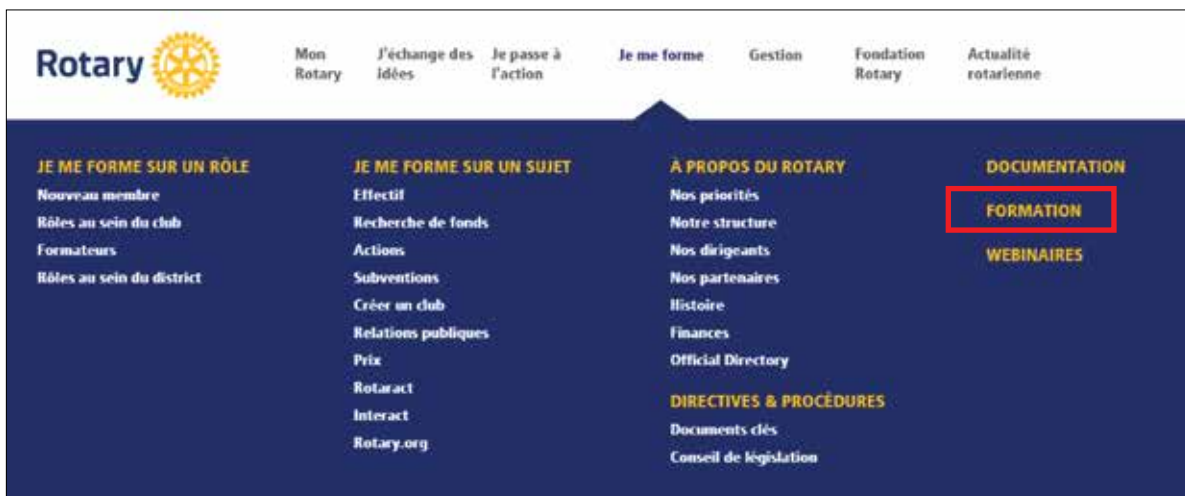 Rotary
Mon
Rotary
J'échange des
idées
Je passe à
l'action
Je me forme
Gestion
Fondation
Rotary
Actualité
rotarienne
JE ME FORME SUR UN RÔLE
Nouveau membre
Rôles au sein du club
Formateurs
Rôles au sein du district
JE ME FORME SUR UN SUJET
Effectif
Recherche de fonds
Actions
Subventions
Créer un club
Relations publiques
Prix
Rotaract
Interact
Rotary.org
À PROPOS DU ROTARY
Nos priorités
Notre structure
Nos dirigeants
Nos partenaires
Histoire
Finances
Official Directory
DIRECTIVES & PROCÉDURES
Documents clés
Conseil de législation
DOCUMENTATION
FORMATION
WEBINAIRES